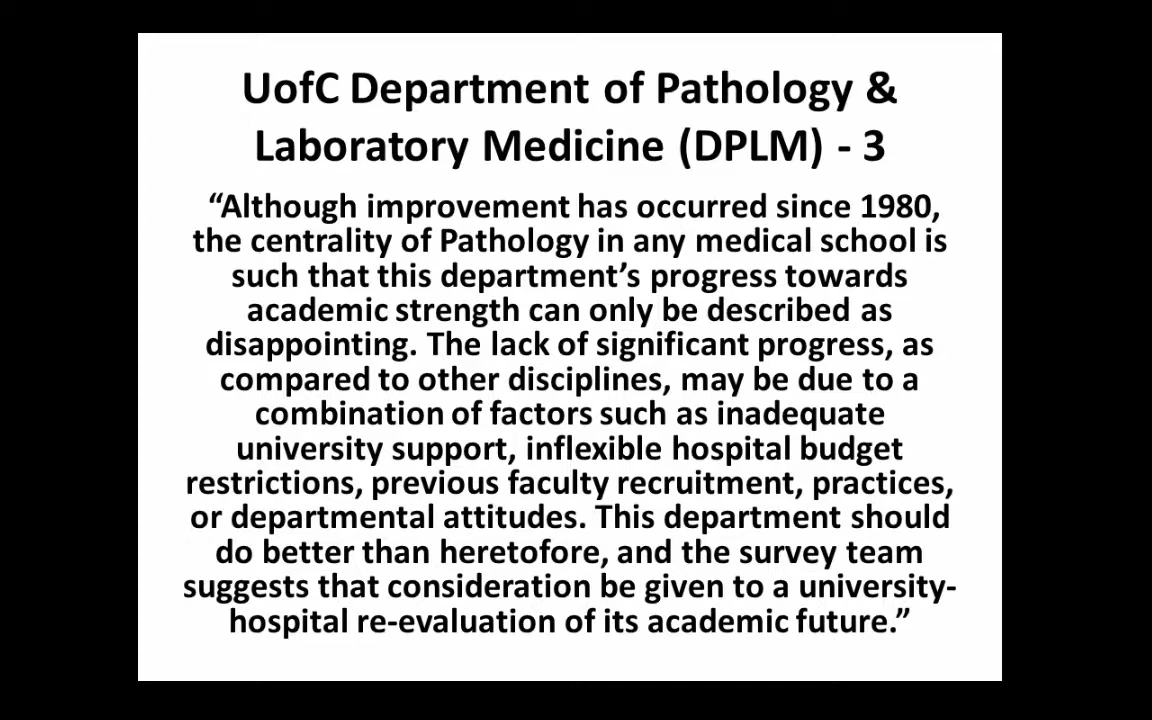 UofC Department of Pathology &
Laboratory Medicine (DPLM) - 3
“Although improvement has occurred since 1980,
the centrality of Pathology in any medical school is
such that this department’s progress towards
academic strength can only be described as
disappointing. The lack of significant progress, as
compared to other disciplines, may be due to a
combination of factors such as inadequate
university support, inflexible hospital budget
restrictions, previous faculty recruitment, practices,
or departmental attitudes. This department should
do better than heretofore, and the survey team
suggests that consideration be given to a university-
hospital re-evaluation of its academic future.”